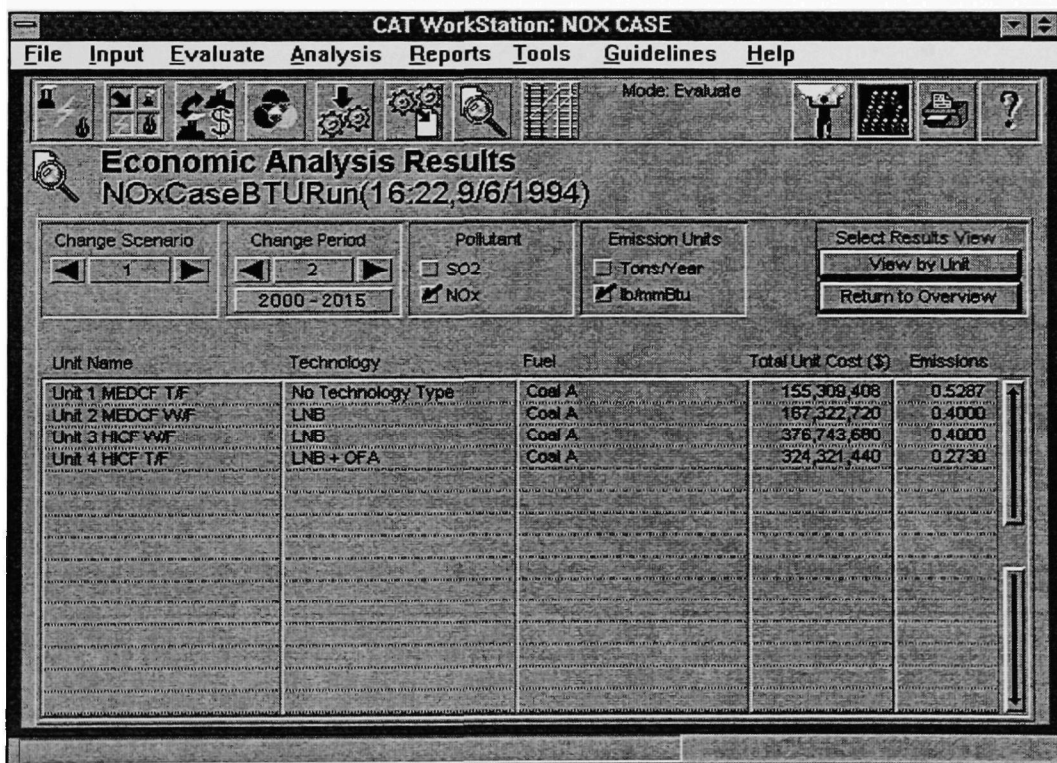 CAT WorkStation: NOX CASE
File Input Evaluate Analysis Reports Tools Guidelines Help
Mode: Evaluate
?
Economic Analysis Results
NOxCaseBTURun(16:22,9/6/1994)
Change Scenario Change Period Pollutant Emission Units Select Results View
1 2 SO2 Tons/Year View by Unit
2000 - 2015 NOx lb/mmBtu Return to Overview
Unit Name Technology Fuel Total Unit Cost ($) Emissions
Unit 1 MEDCF T/F No Technology Type Coal A 155,309,408 0.5287
Unit 2 MEDCF W/F LNB Coal A 167,322,720 0.4000
Unit 3 HICF W/F LNB Coal A 376,743,680 0.4000
Unit 4 HICF T/F LNB + OFA Coal A 324,321,440 0.2730